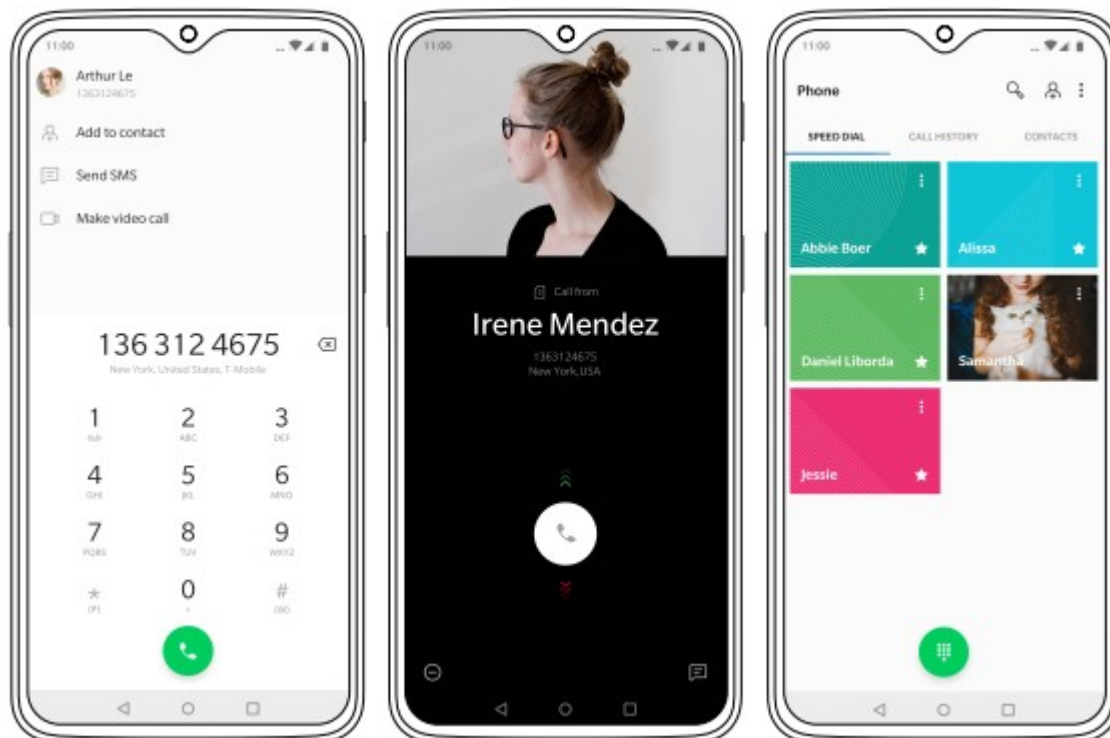 11:00
Arthur Le
1363124675
Add to contact
Send SMS
Make video call
136 312 4675
New York, United States, T-Mobile
1 2 3
ABC DEF
4 5 6
GHI JKL MNO
7 8 9
PQRS TUV WXYZ
* 0 #
(P) + (W)
11:00
Call from
Irene Mendez
1363124675
New York, USA
11:00
Phone
SPEED DIAL CALL HISTORY CONTACTS
Abbie Boer Alissa
Daniel Liborda Samantha
Jessie